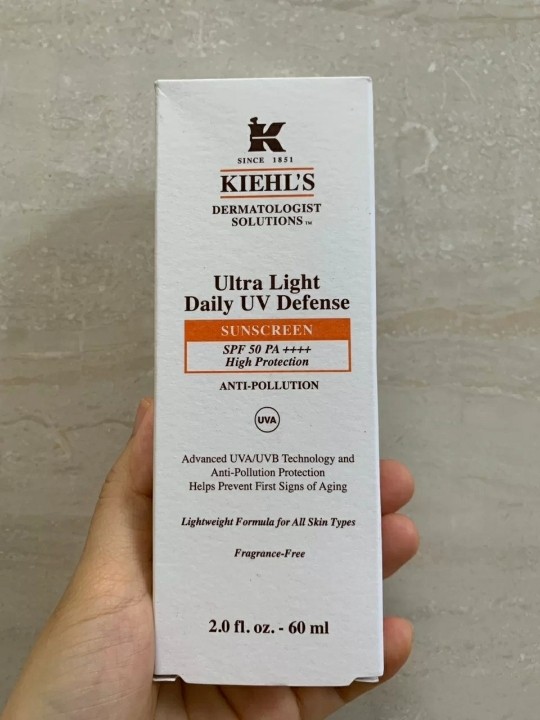 K
SINCE 1851
KIEHL'S
DERMATOLOGIST
SOLUTIONS™
Ultra Light
Daily UV Defense
SUNSCREEN
SPF 50 PA ++++
High Protection
ANTI-POLLUTION
UVA
Advanced UVA/UVB Technology and
Anti-Pollution Protection
Helps Prevent First Signs of Aging
Lightweight Formula for All Skin Types
Fragrance-Free
2.0 fl. oz. - 60 ml